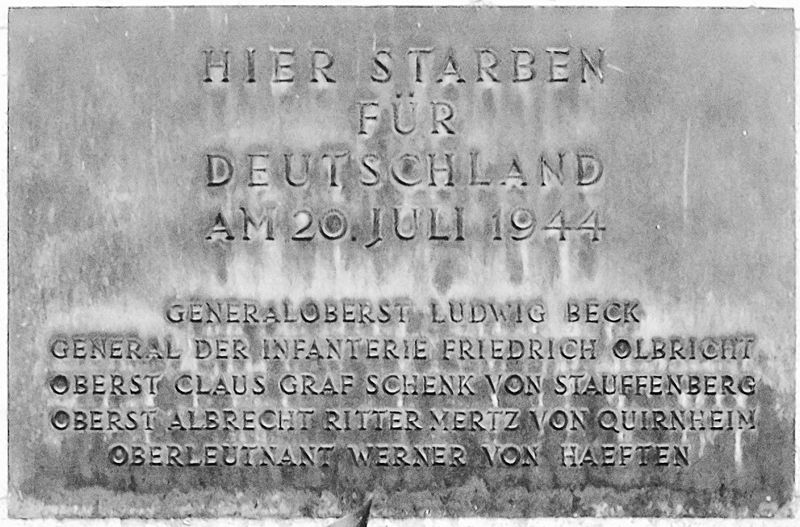 HIER STARBEN
FÜR
DEUTSCHLAND
AM 20. JULI 1944
GENERALOBERST LUDWIG BECK
GENERAL DER INFANTERIE FRIEDRICH OLBRICHT
OBERST CLAUS GRAF SCHENK VON STAUFFENBERG
OBERST ALBRECHT RITTER MERTZ VON QUIRNHEIM
OBERLEUTNANT WERNER VON HAEFTEN